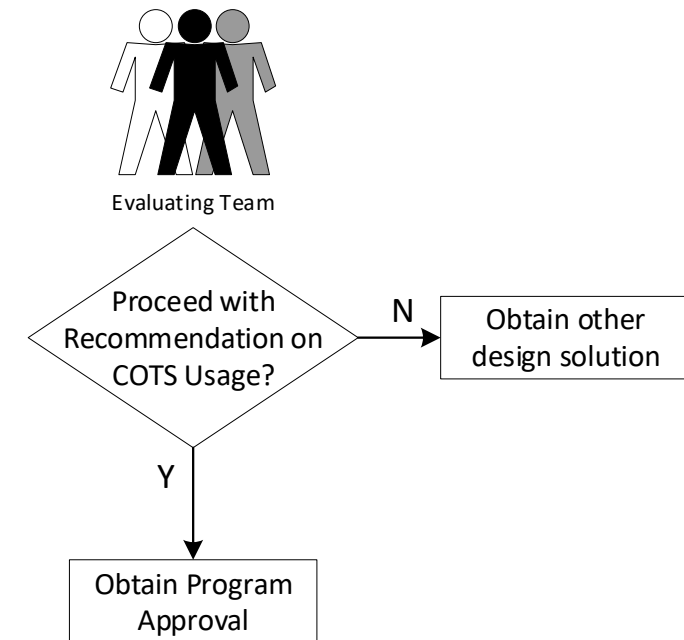 Evaluating Team
Proceed with
Recommendation on
COTS Usage?
N
Obtain other
design solution
Y
Obtain Program
Approval